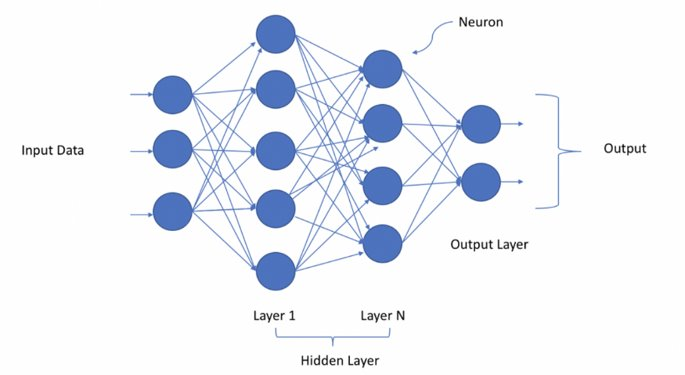 Neuron
Input Data
Output
Output Layer
Layer 1
Layer N
Hidden Layer